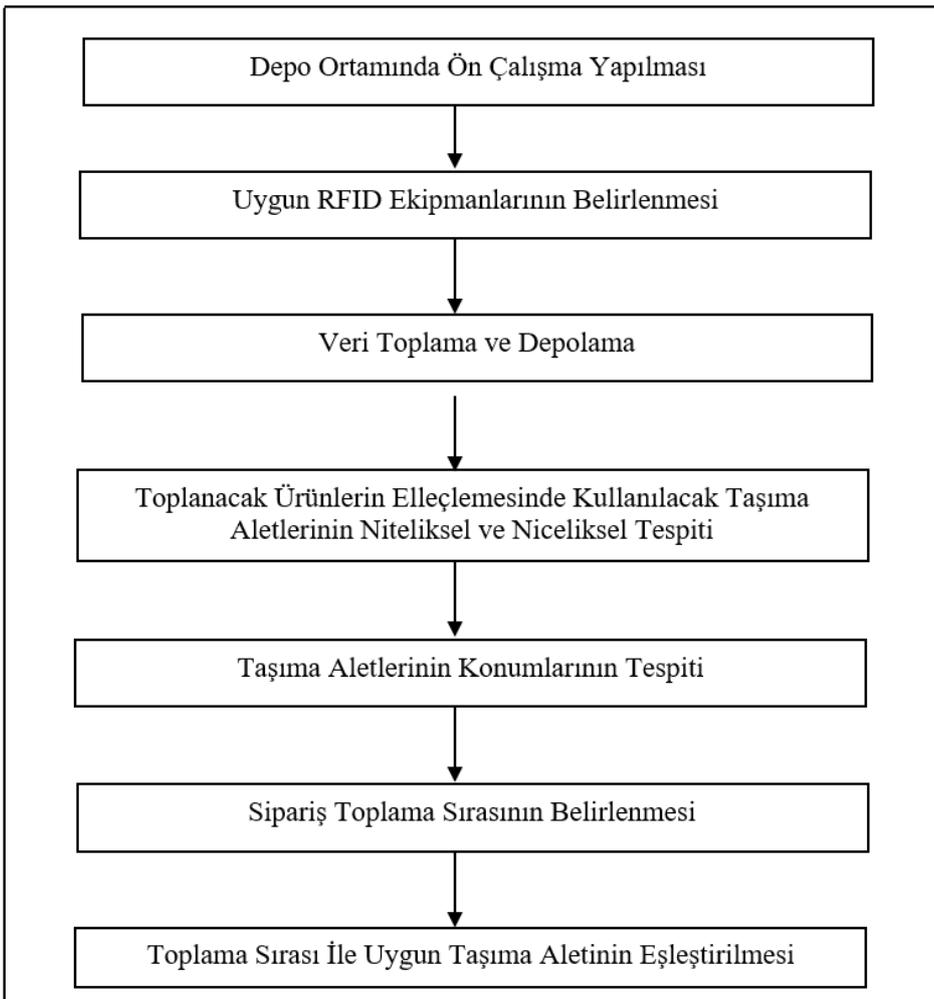 Depo Ortamında Ön Çalışma Yapılması
Uygun RFID Ekipmanlarının Belirlenmesi
Veri Toplama ve Depolama
Toplanacak Ürünlerin Elleçlemesinde Kullanılacak Taşıma
Aletlerinin Niteliksel ve Niceliksel Tespiti
Taşıma Aletlerinin Konumlarının Tespiti
Sipariş Toplama Sırasının Belirlenmesi
Toplama Sırası İle Uygun Taşıma Aletinin Eşleştirilmesi